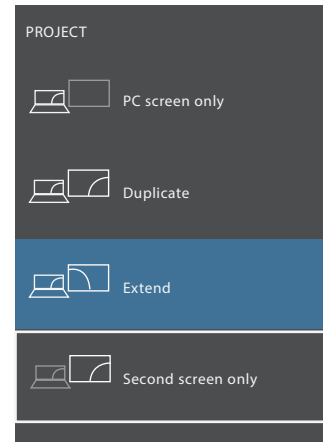 PROJECT
PC screen only
Duplicate
Extend
Second screen only